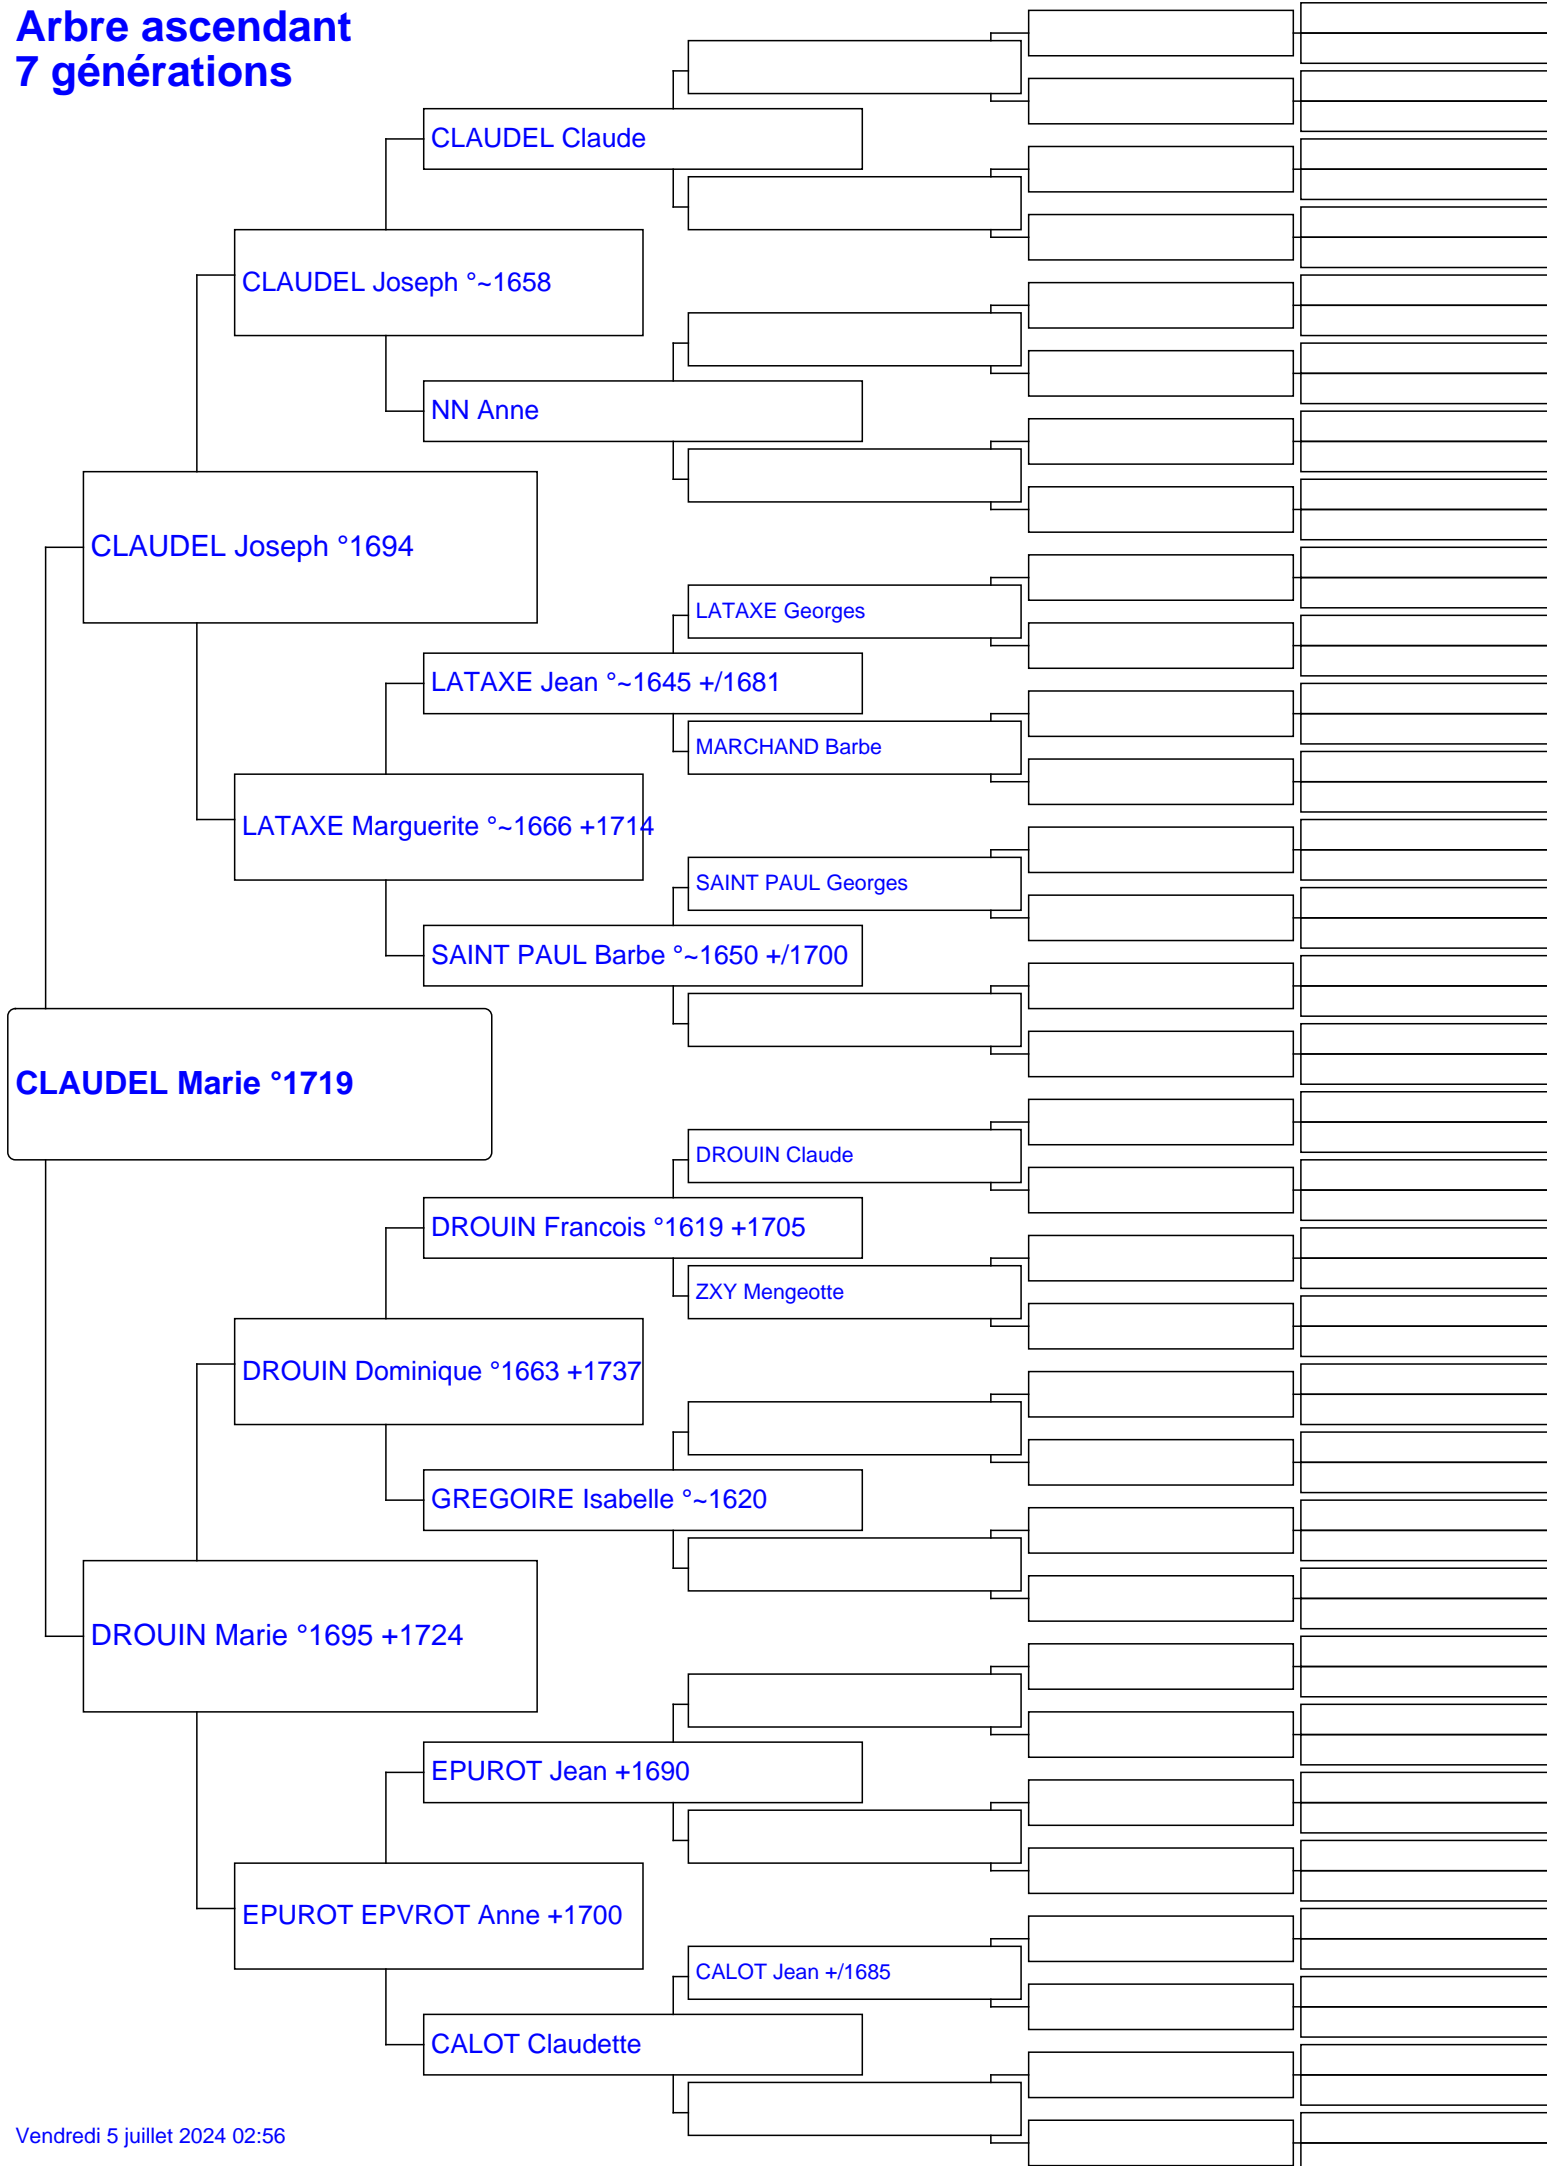 Arbre ascendant
7 générations
CLAUDEL Claude
CLAUDEL Joseph °~1658
NN Anne
CLAUDEL Joseph °1694
LATAXE Georges
LATAXE Jean °~1645 +/1681
MARCHAND Barbe
LATAXE Marguerite °~1666 +1714
SAINT PAUL Georges
SAINT PAUL Barbe °~1650 +/1700
CLAUDEL Marie °1719
DROUIN Claude
DROUIN Francois °1619 +1705
ZXY Mengeotte
DROUIN Dominique °1663 +1737
GREGOIRE Isabelle °~1620
DROUIN Marie °1695 +1724
EPUROT Jean +1690
EPUROT EPVROT Anne +1700
CALOT Jean +/1685
CALOT Claudette
Vendredi 5 juillet 2024 02:56